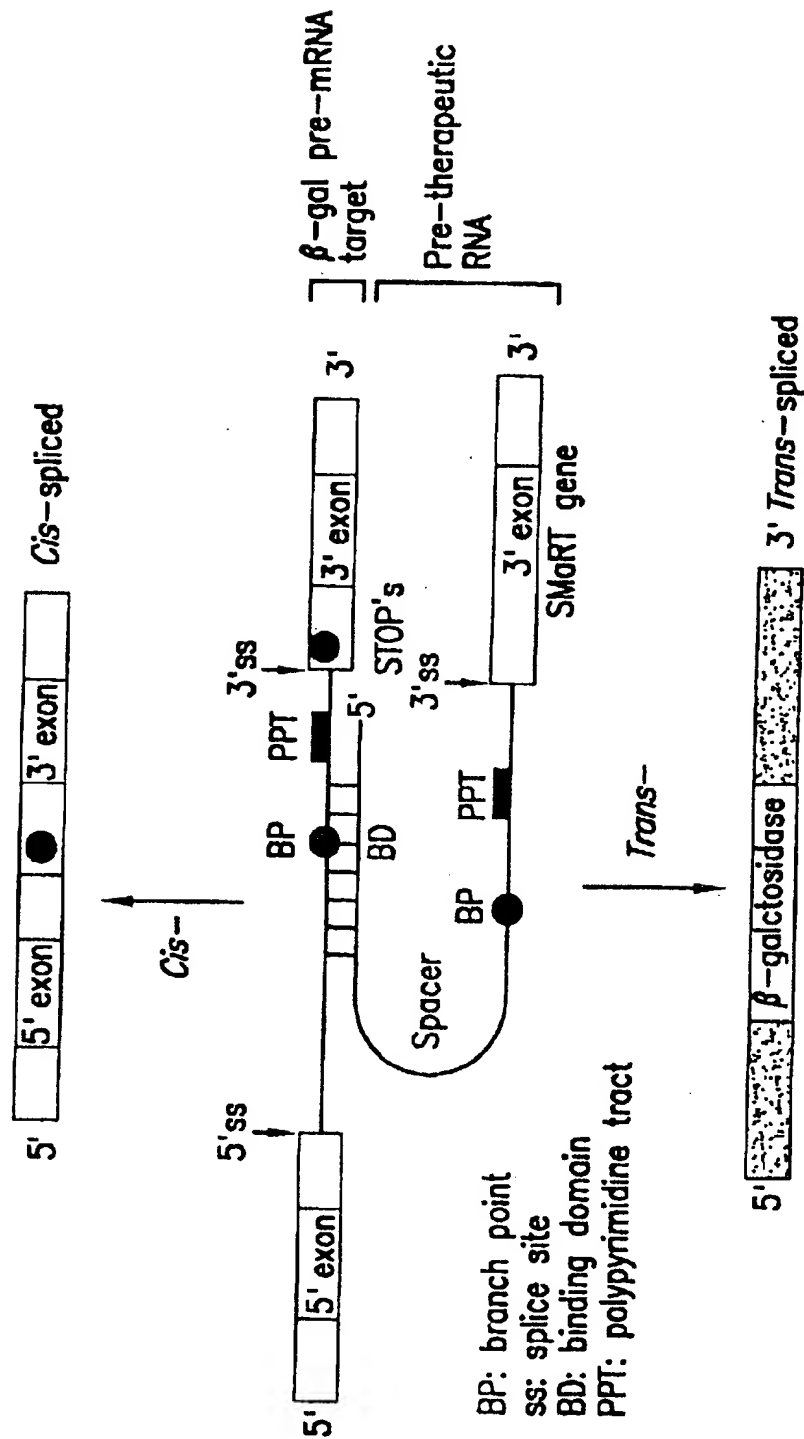 5' 5' exon 3' exon Cis-spliced
Cis-
5'ss
3'ss
BP
PPT
5' 5' exon
3' exon 3'
STOP's
BD
5'
β-gal pre-mRNA
target
Spacer
BP
PPT
3'ss
3' exon 3'
SMaRT gene
Pre-therapeutic
RNA
BP: branch point
ss: splice site
BD: binding domain
PPT: polypyrimidine tract
Trans-
5' β-galctosidase 3' Trans-spliced